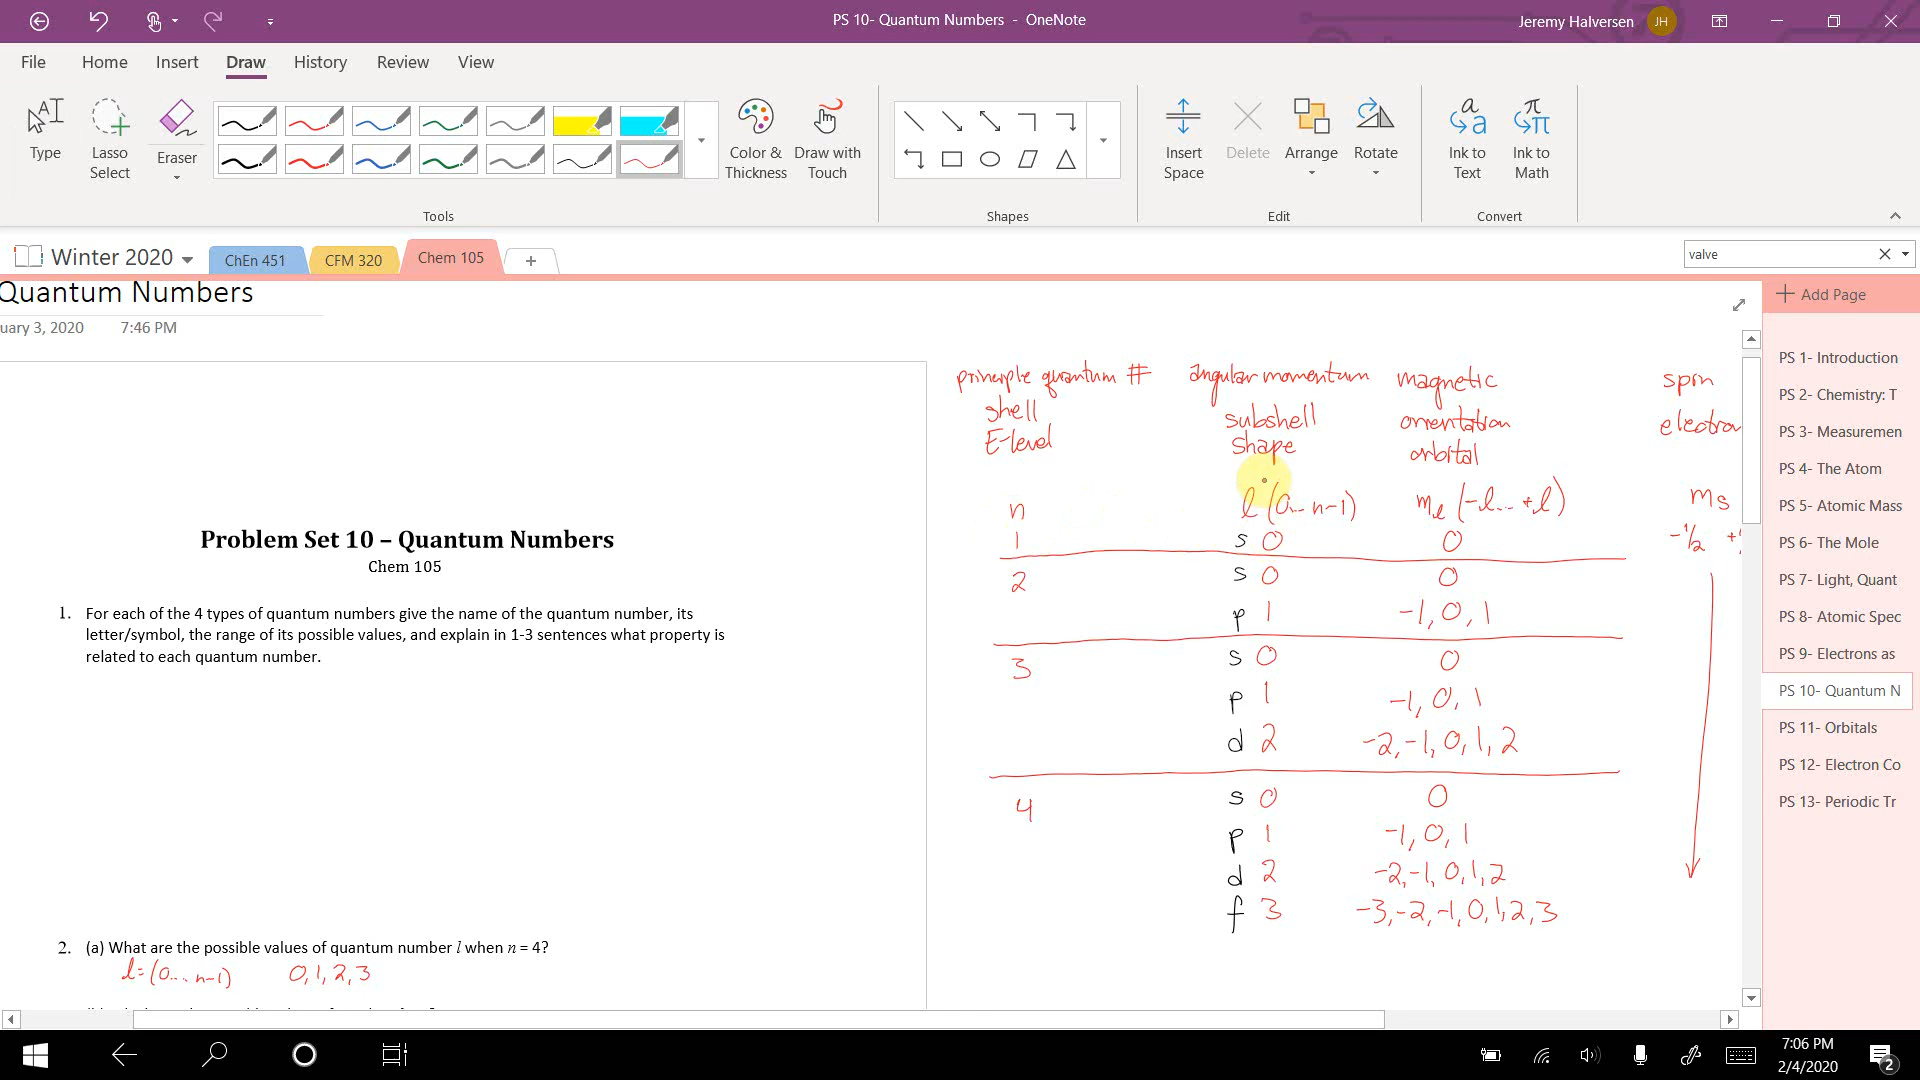 PS 10- Quantum Numbers - OneNote
Jeremy Halversen JH
File Home Insert Draw History Review View
Type
Lasso Select
Eraser
Color & Thickness
Draw with Touch
Insert Space
Delete
Arrange
Rotate
Ink to Text
Ink to Math
Tools
Shapes
Edit
Convert
Winter 2020
ChEn 451
CFM 320
Chem 105
+
valve
Quantum Numbers
uary 3, 2020 7:46 PM
Problem Set 10 – Quantum Numbers
Chem 105
1. For each of the 4 types of quantum numbers give the name of the quantum number, its
letter/symbol, the range of its possible values, and explain in 1-3 sentences what property is
related to each quantum number.
2. (a) What are the possible values of quantum number l when n = 4?
l=(0... n-1) 0,1,2,3
principle quantum # angular momentum magnetic spin
shell subshell orientation electron
E-level shape orbital
n l (0... n-1) ml (-l... +l) ms
1 s 0 0 -1/2
2 s 0 0
p 1 -1, 0, 1
3 s 0 0
p 1 -1, 0, 1
d 2 -2, -1, 0, 1, 2
4 s 0 0
p 1 -1, 0, 1
d 2 -2, -1, 0, 1, 2
f 3 -3, -2, -1, 0, 1, 2, 3
Add Page
PS 1- Introduction
PS 2- Chemistry: T
PS 3- Measuremen
PS 4- The Atom
PS 5- Atomic Mass
PS 6- The Mole
PS 7- Light, Quant
PS 8- Atomic Spec
PS 9- Electrons as
PS 10- Quantum N
PS 11- Orbitals
PS 12- Electron Co
PS 13- Periodic Tr
7:06 PM
2/4/2020
2